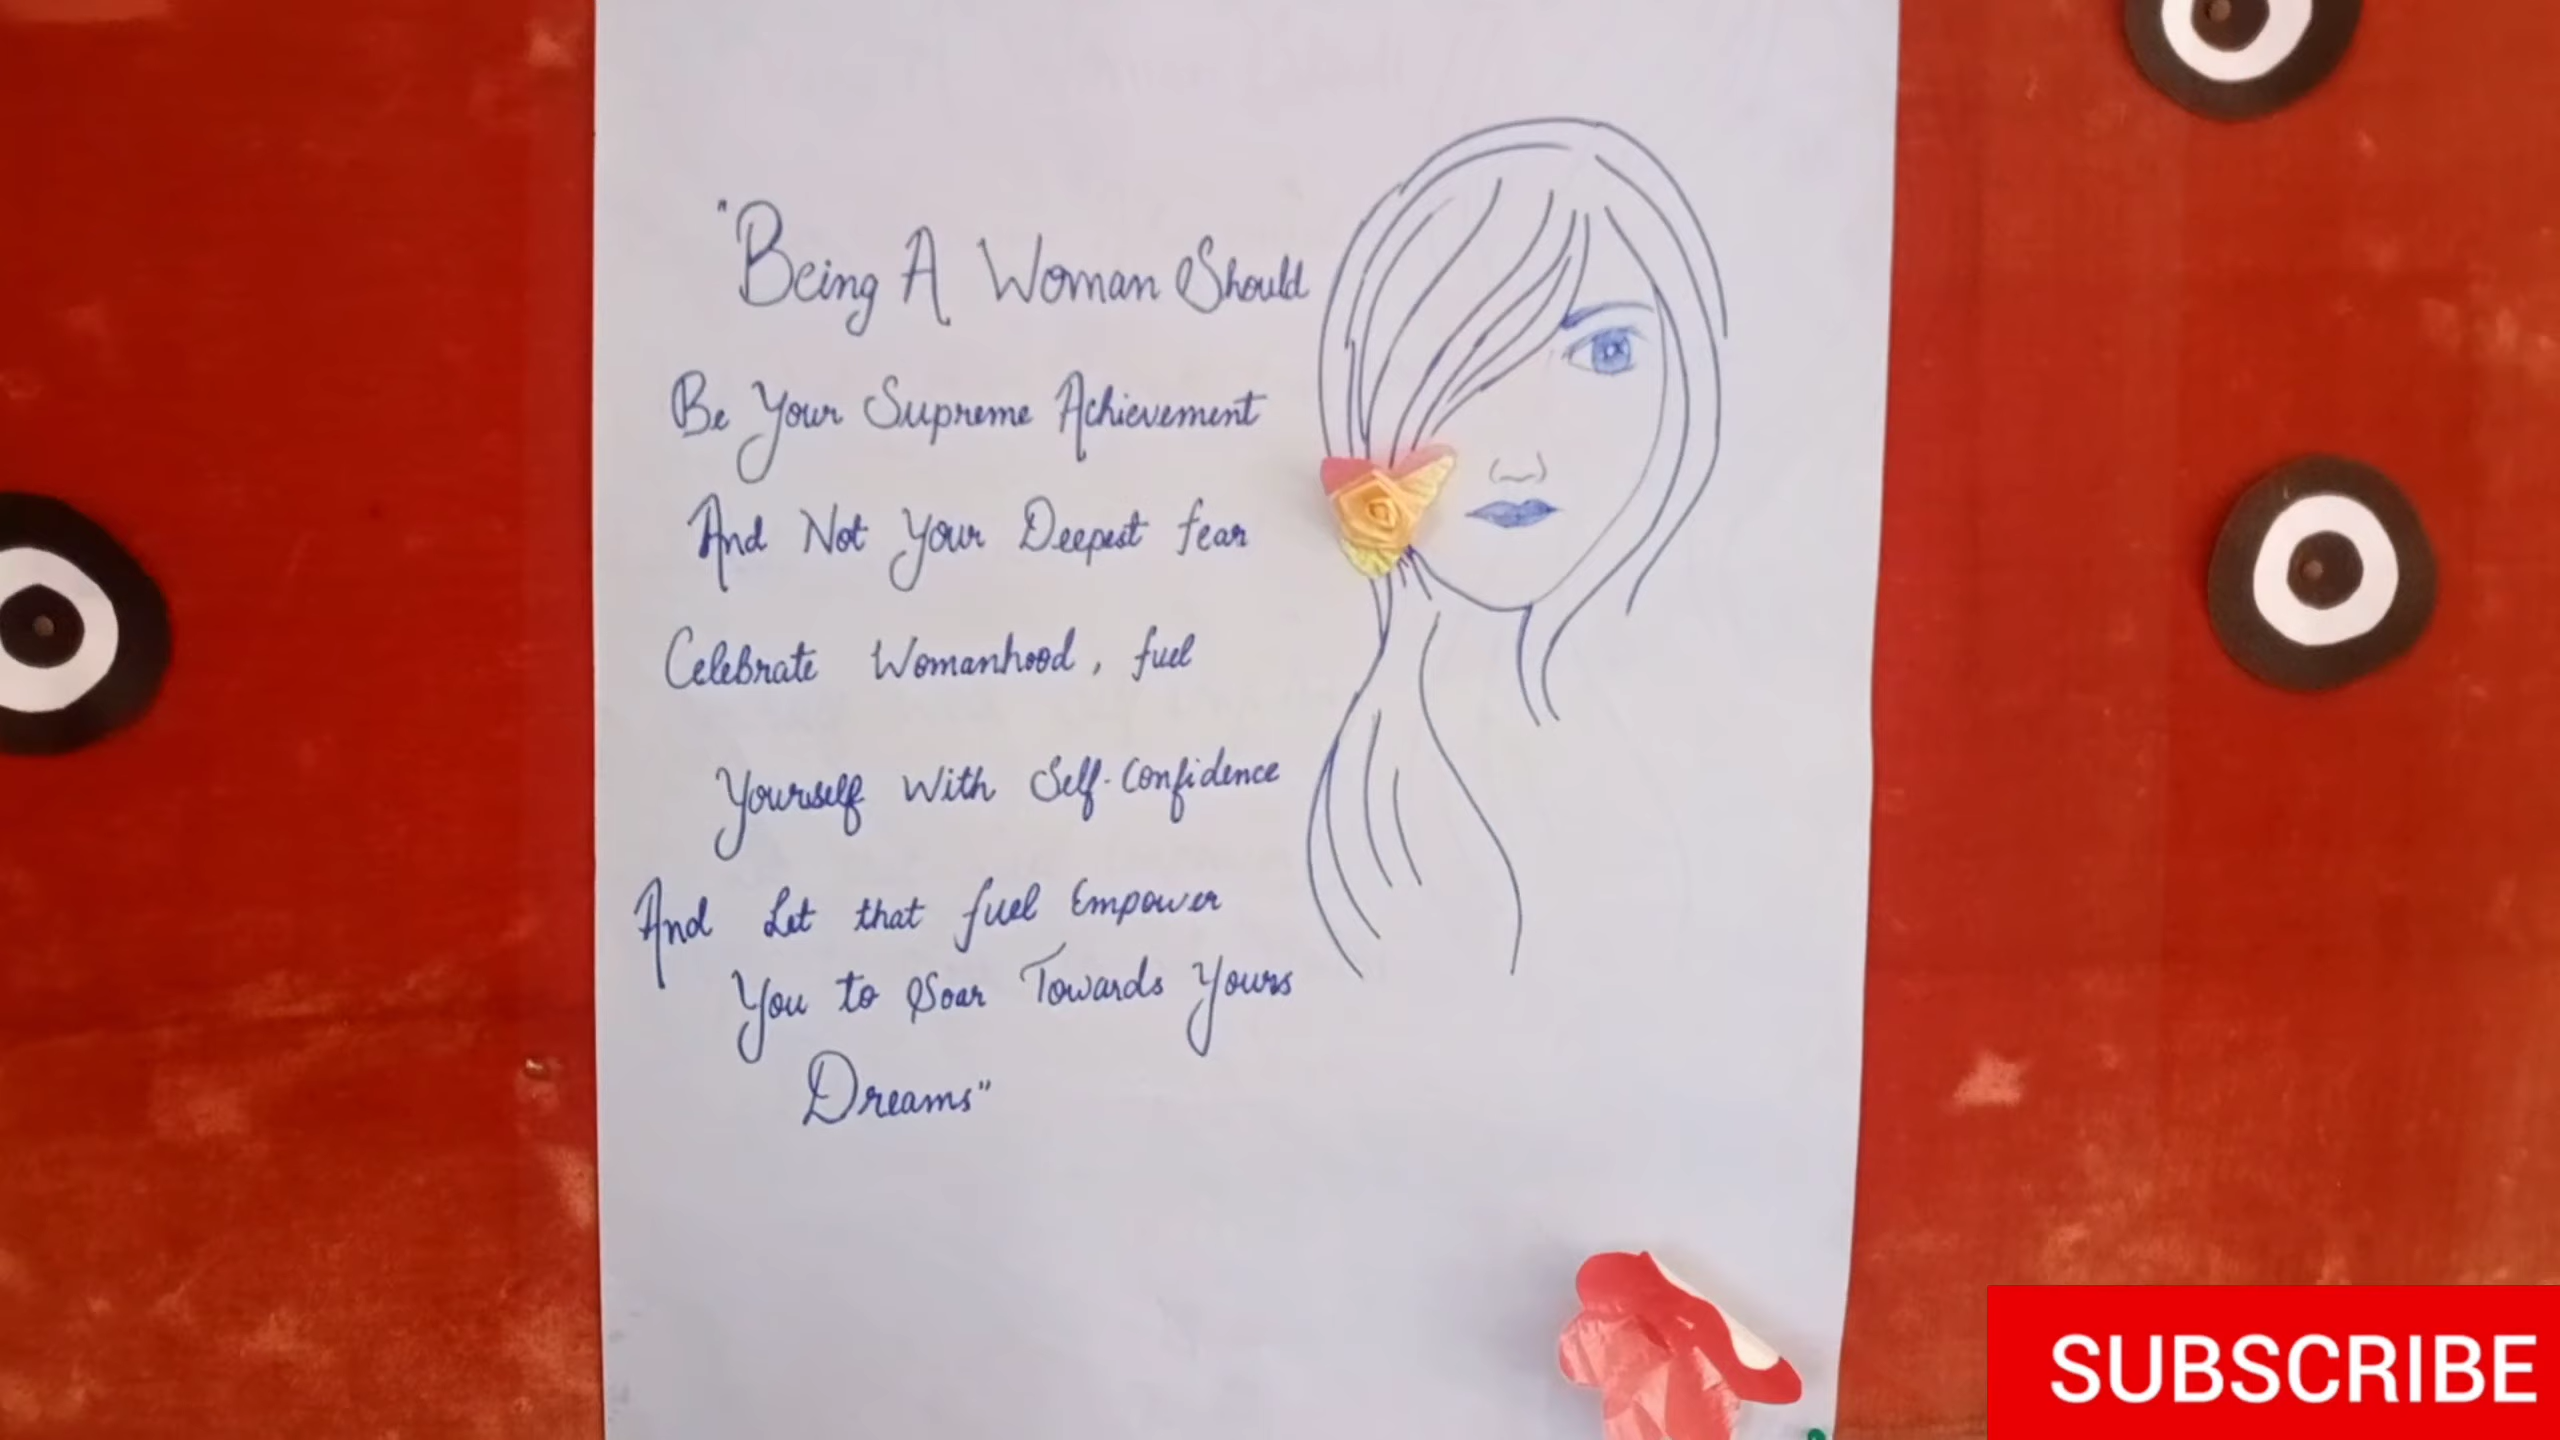 "Being A Woman Should
Be Your Supreme Achievement
And Not Your Deepest fear
Celebrate Womanhood, fuel
Yourself With Self-Confidence
And Let that fuel Empower
You to Soar Towards Yours
Dreams"
SUBSCRIBE